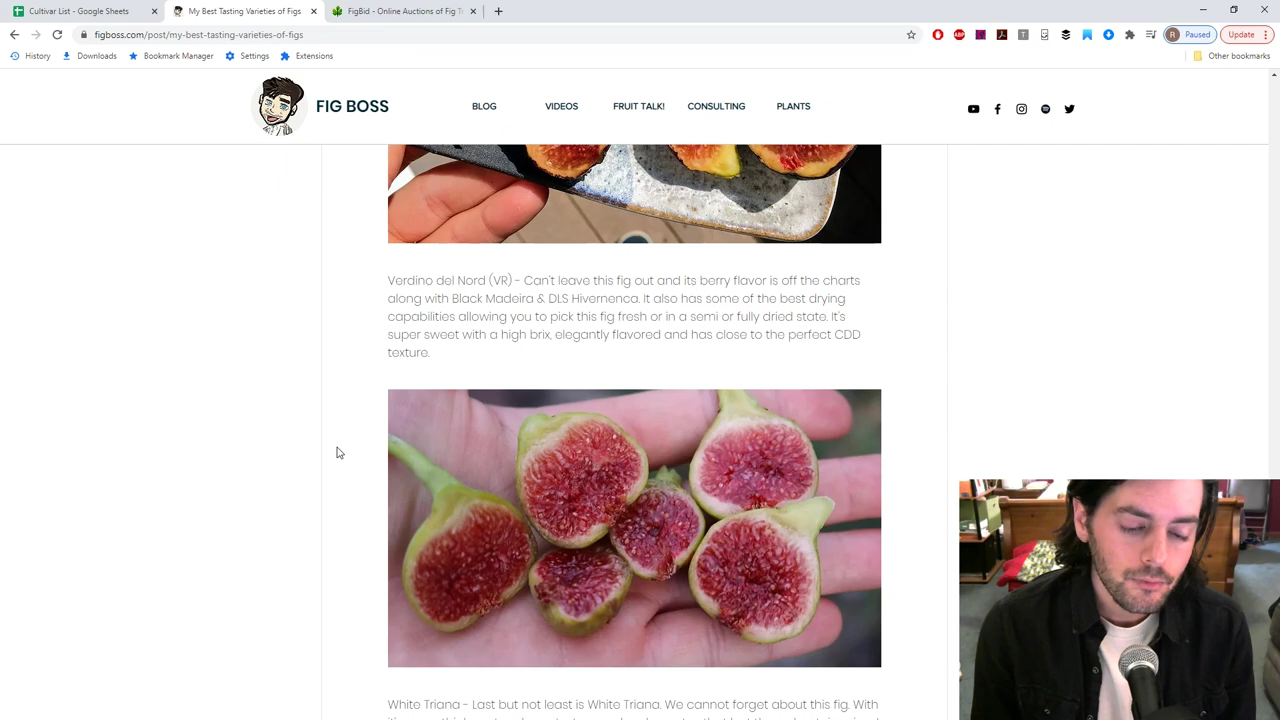 Cultivar List - Google Sheets
My Best Tasting Varieties of Figs
FigBid - Online Auctions of Fig T
figboss.com/post/my-best-tasting-varieties-of-figs
R Paused
Update
History
Downloads
Bookmark Manager
Settings
Extensions
Other bookmarks
FIG BOSS
BLOG
VIDEOS
FRUIT TALK!
CONSULTING
PLANTS
Verdino del Nord (VR) - Can't leave this fig out and its berry flavor is off the charts
along with Black Madeira & DLS Hivernenca. It also has some of the best drying
capabilities allowing you to pick this fig fresh or in a semi or fully dried state. It's
super sweet with a high brix, elegantly flavored and has close to the perfect CDD
texture.
White Triana - Last but not least is White Triana. We cannot forget about this fig. With